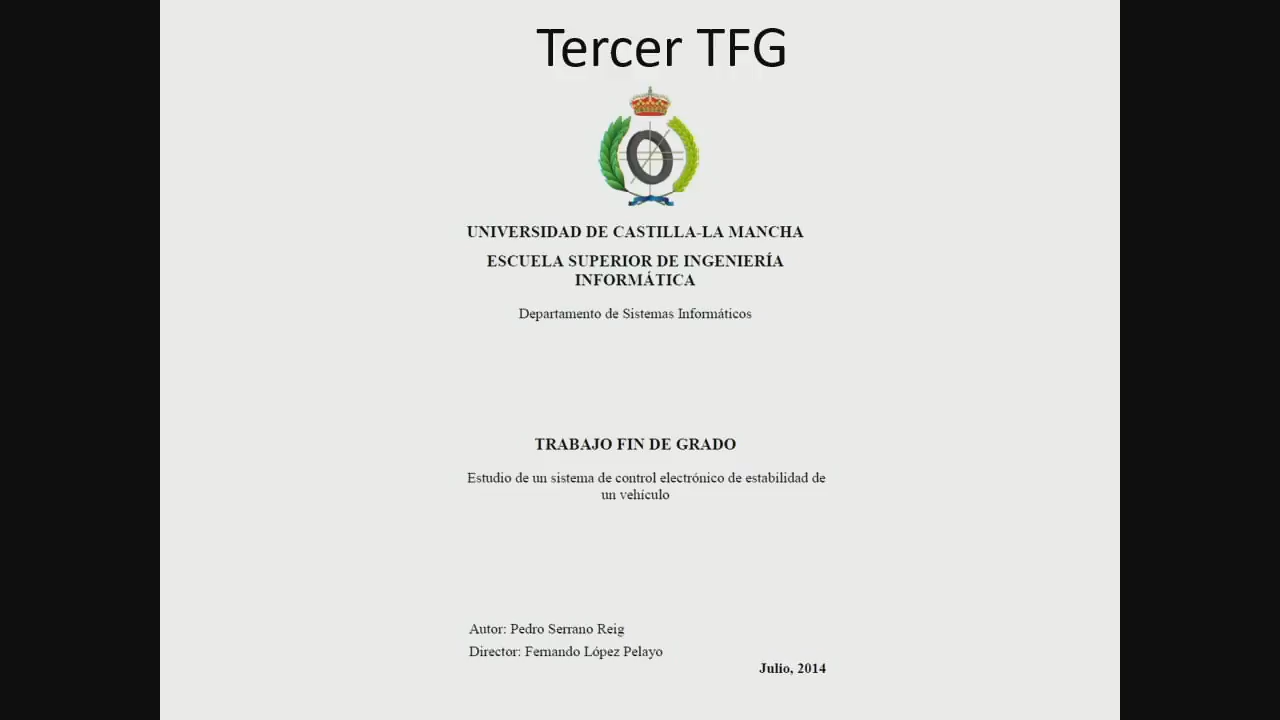 Tercer TFG
UNIVERSIDAD DE CASTILLA-LA MANCHA
ESCUELA SUPERIOR DE INGENIERÍA
INFORMÁTICA
Departamento de Sistemas Informáticos
TRABAJO FIN DE GRADO
Estudio de un sistema de control electrónico de estabilidad de
un vehículo
Autor: Pedro Serrano Reig
Director: Fernando López Pelayo
Julio, 2014